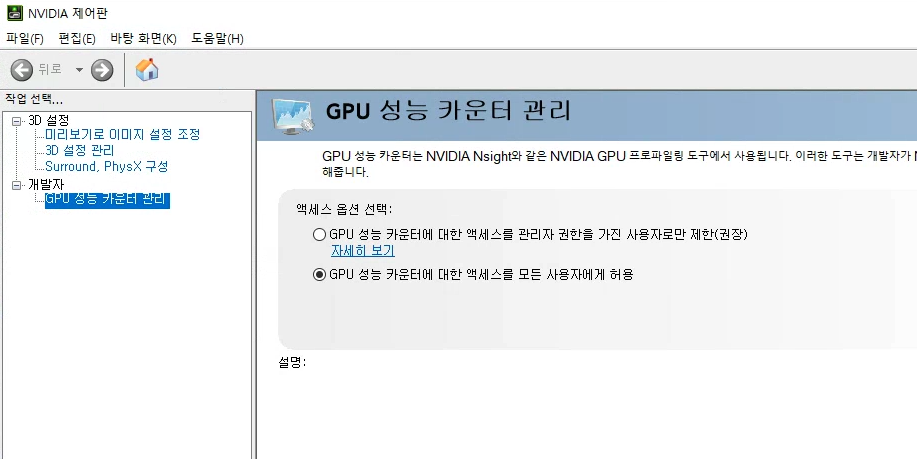 NVIDIA 제어판
파일(F) 편집(E) 바탕 화면(K) 도움말(H)
뒤로
작업 선택...
3D 설정
미리보기로 이미지 설정 조정
3D 설정 관리
Surround, PhysX 구성
개발자
GPU 성능 카운터 관리
GPU 성능 카운터 관리
GPU 성능 카운터는 NVIDIA Nsight와 같은 NVIDIA GPU 프로파일링 도구에서 사용됩니다. 이러한 도구는 개발자가
해줍니다.
액세스 옵션 선택:
GPU 성능 카운터에 대한 액세스를 관리자 권한을 가진 사용자로만 제한(권장)
자세히 보기
GPU 성능 카운터에 대한 액세스를 모든 사용자에게 허용
설명: